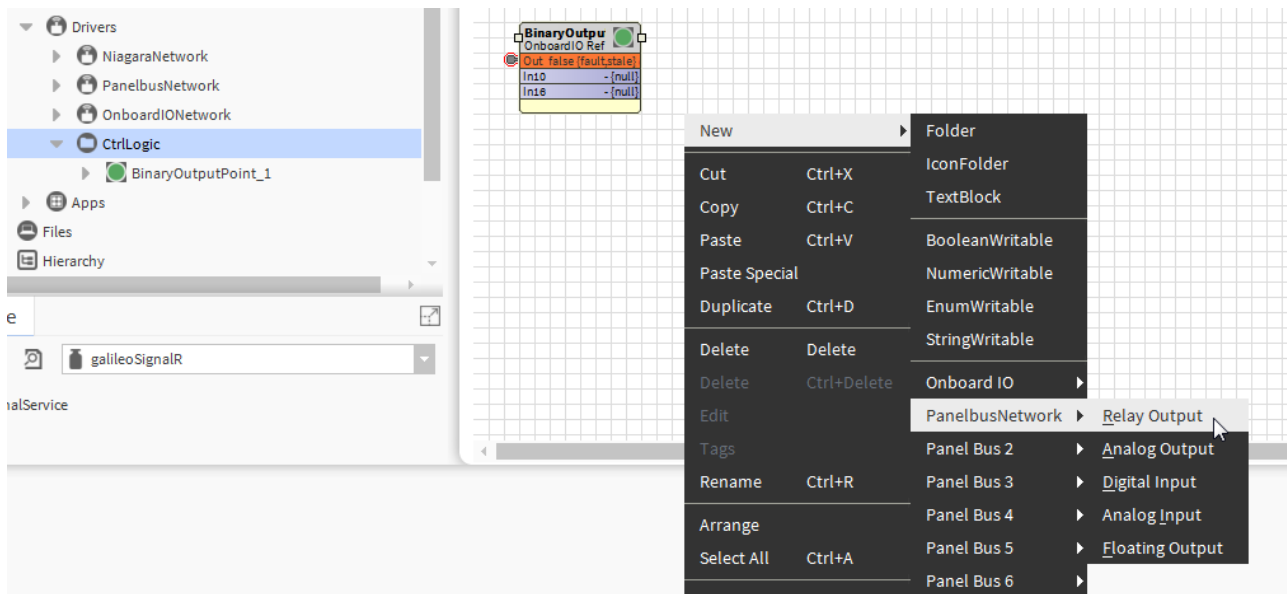 Drivers
NiagaraNetwork
PanelbusNetwork
OnboardIONetwork
CtrlLogic
BinaryOutputPoint_1
Apps
Files
Hierarchy
e
galileoSignalR
nalService
BinaryOutpu
OnboardIO Ref
Out false {fault,stale}
In10 - {null}
In16 - {null}
New
Cut Ctrl+X
Copy Ctrl+C
Paste Ctrl+V
Paste Special
Duplicate Ctrl+D
Delete Delete
Delete Ctrl+Delete
Edit
Tags
Rename Ctrl+R
Arrange
Select All Ctrl+A
Folder
IconFolder
TextBlock
BooleanWritable
NumericWritable
EnumWritable
StringWritable
Onboard IO
PanelbusNetwork
Panel Bus 2
Panel Bus 3
Panel Bus 4
Panel Bus 5
Panel Bus 6
Relay Output
Analog Output
Digital Input
Analog Input
Floating Output